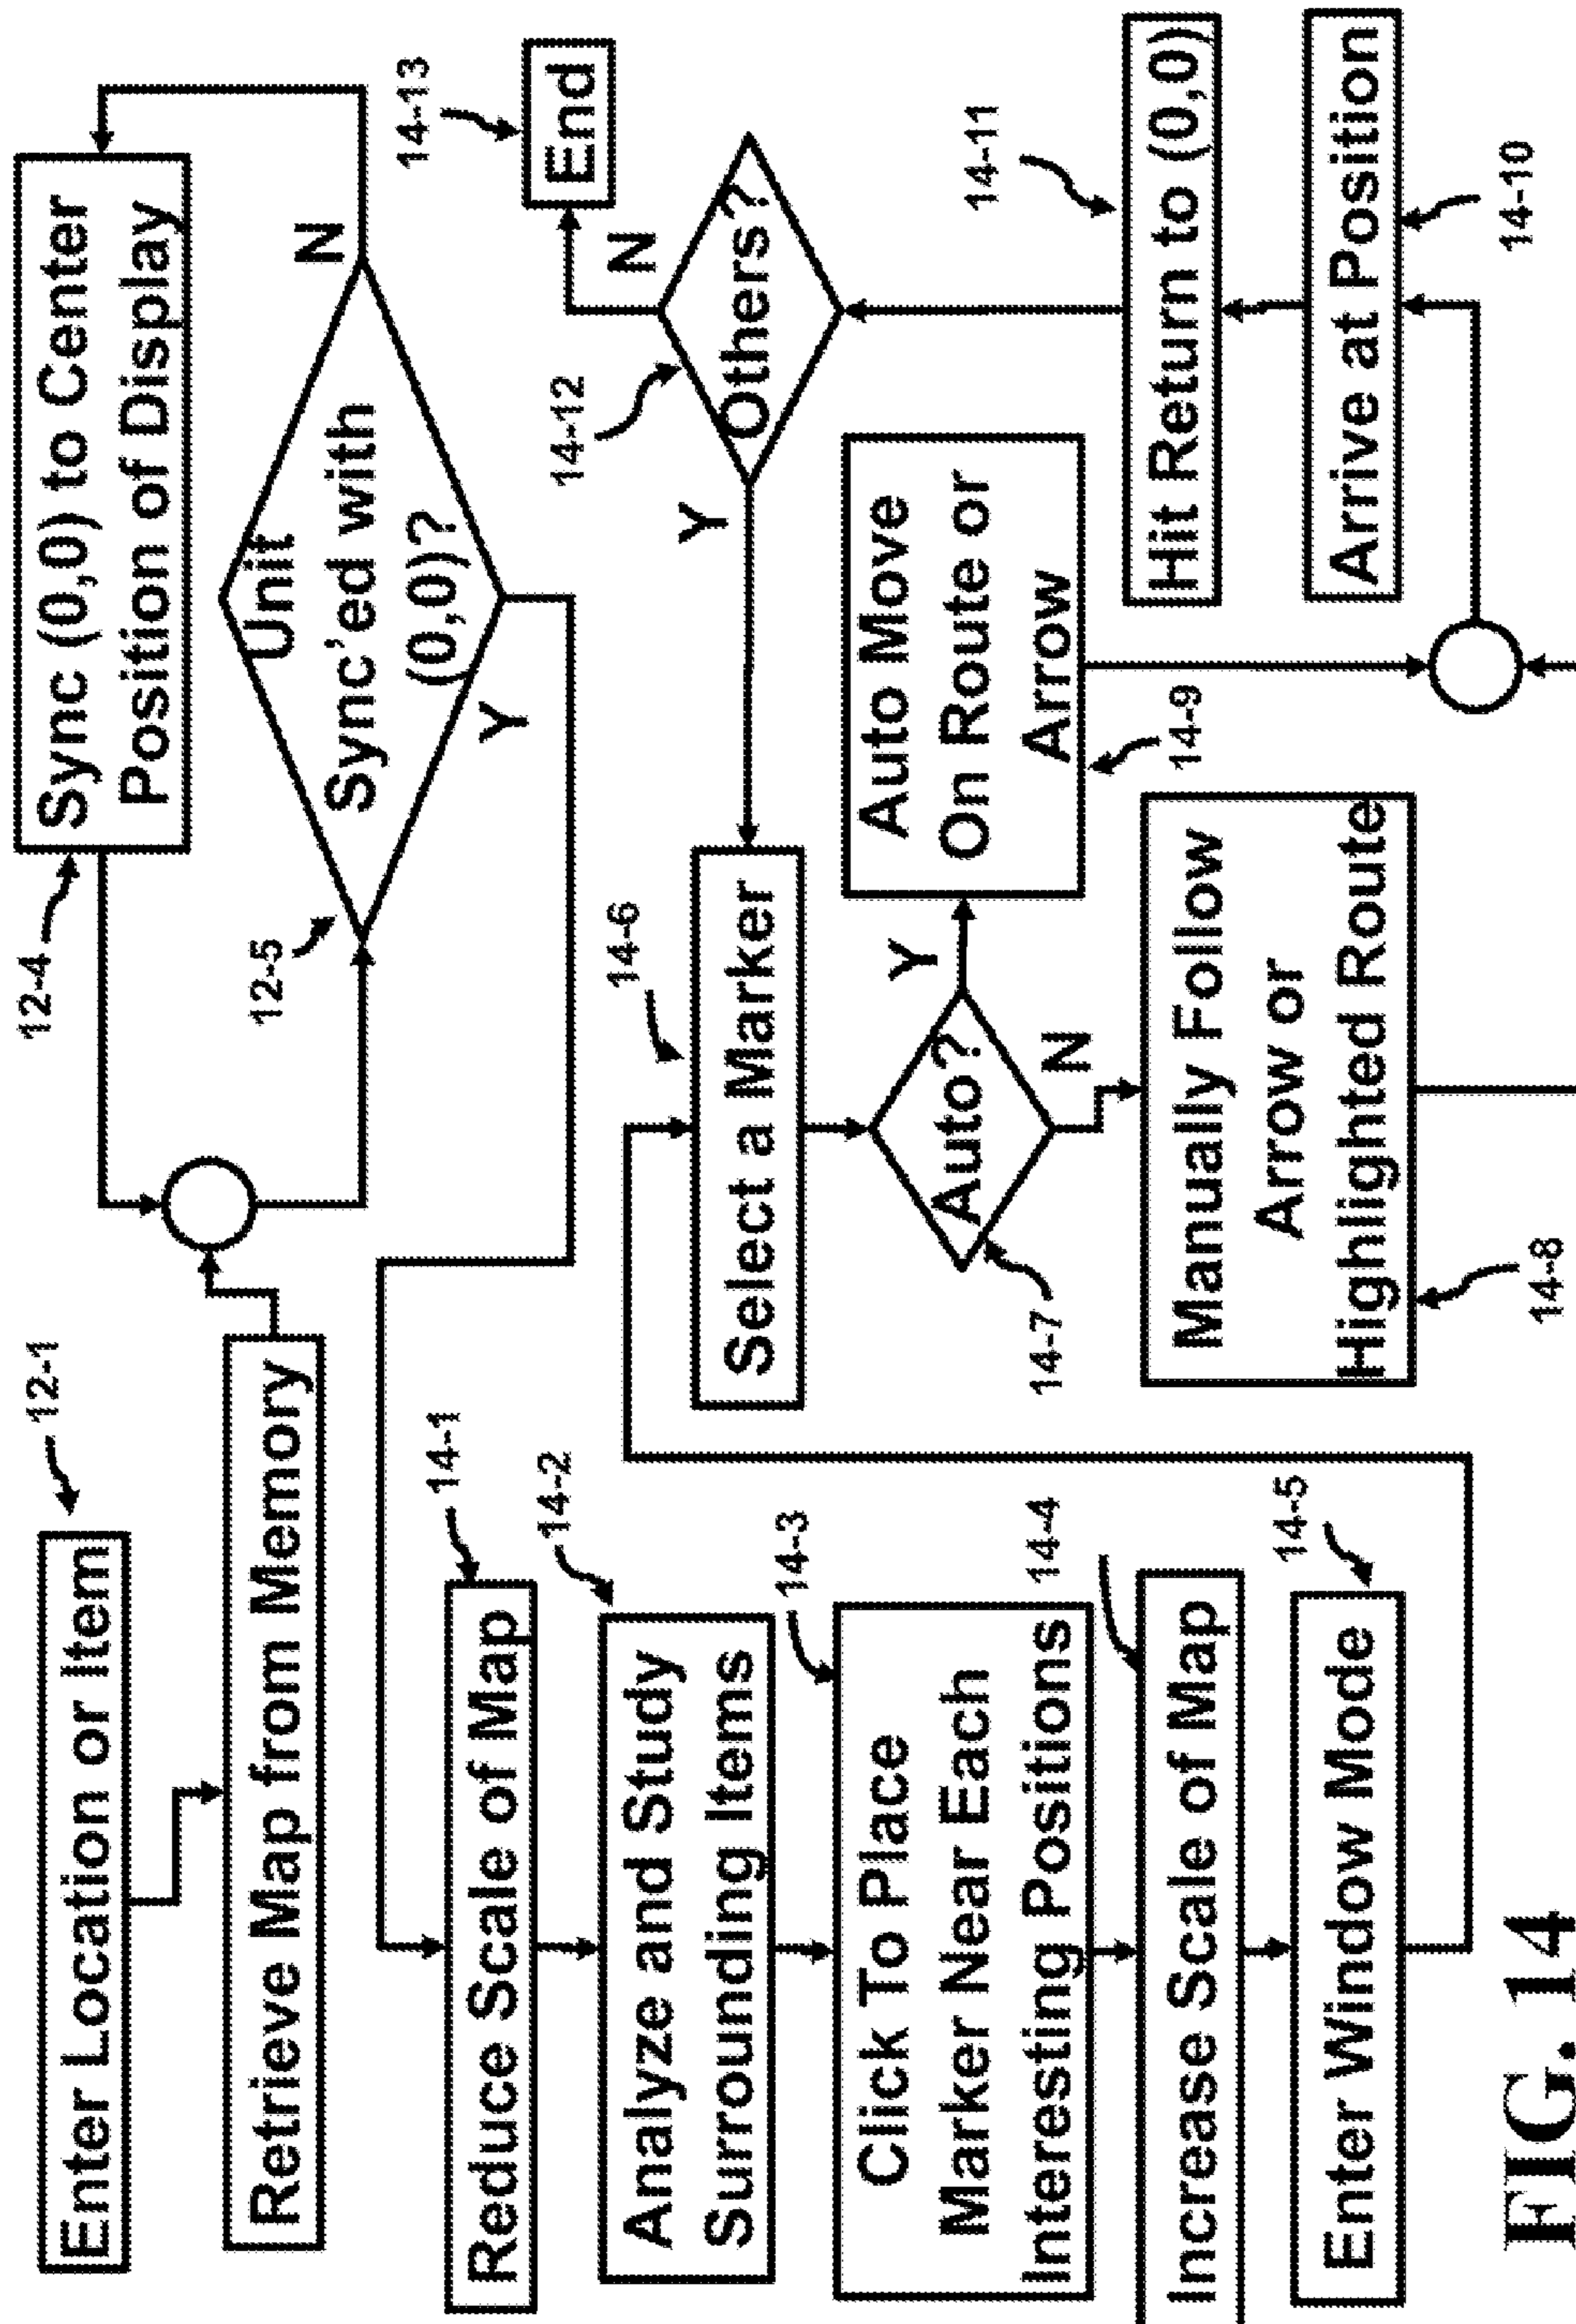 Enter Location or Item
12-1
Retrieve Map from Memory
12-4
Sync (0,0) to Center
Position of Display
12-5
Unit
Sync'ed with
(0,0)?
N
Y
14-1
Reduce Scale of Map
14-2
Analyze and Study
Surrounding Items
14-3
Click To Place
Marker Near Each
Interesting Positions
14-4
Increase Scale of Map
14-5
Enter Window Mode
14-6
Select a Marker
14-7
Auto?
Y
N
Manually Follow
Arrow or
Highlighted Route
14-8
Auto Move
On Route or
Arrow
14-9
14-13
End
N
14-12
Others?
Y
14-11
Hit Return to (0,0)
Arrive at Position
14-10
FIG. 14